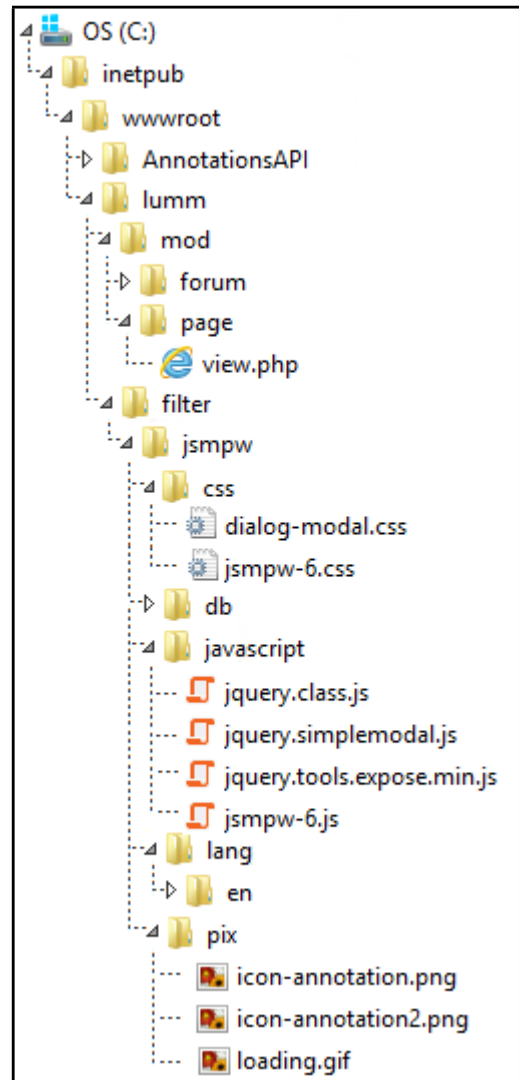 OS (C:)
inetpub
wwwroot
AnnotationsAPI
lumm
mod
forum
page
view.php
filter
jsmpw
css
dialog-modal.css
jsmpw-6.css
db
javascript
jquery.class.js
jquery.simplemodal.js
jquery.tools.expose.min.js
jsmpw-6.js
lang
en
pix
icon-annotation.png
icon-annotation2.png
loading.gif